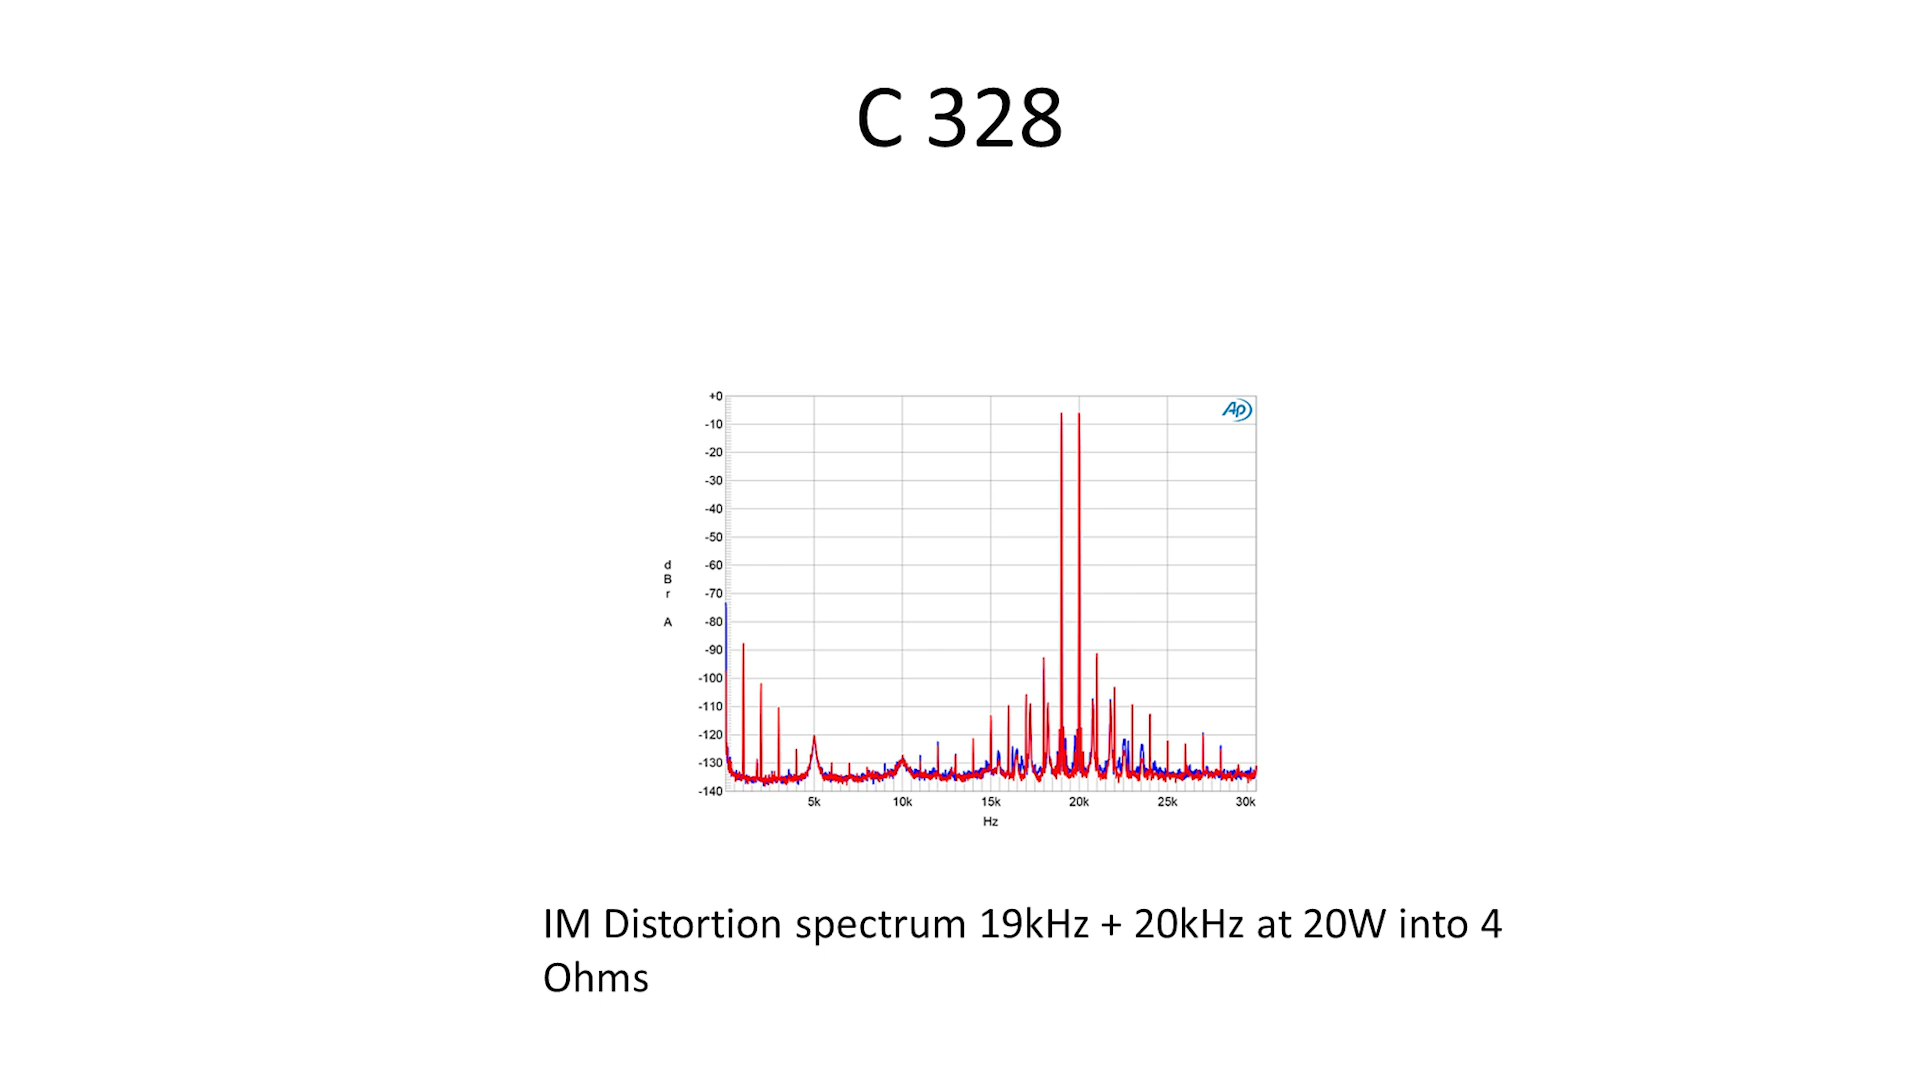 C 328
+0
-10
-20
-30
-40
-50
-60
-70
-80
-90
-100
-110
-120
-130
-140
d
B
r
A
AP
5k
10k
15k
20k
25k
30k
Hz
IM Distortion spectrum 19kHz + 20kHz at 20W into 4
Ohms